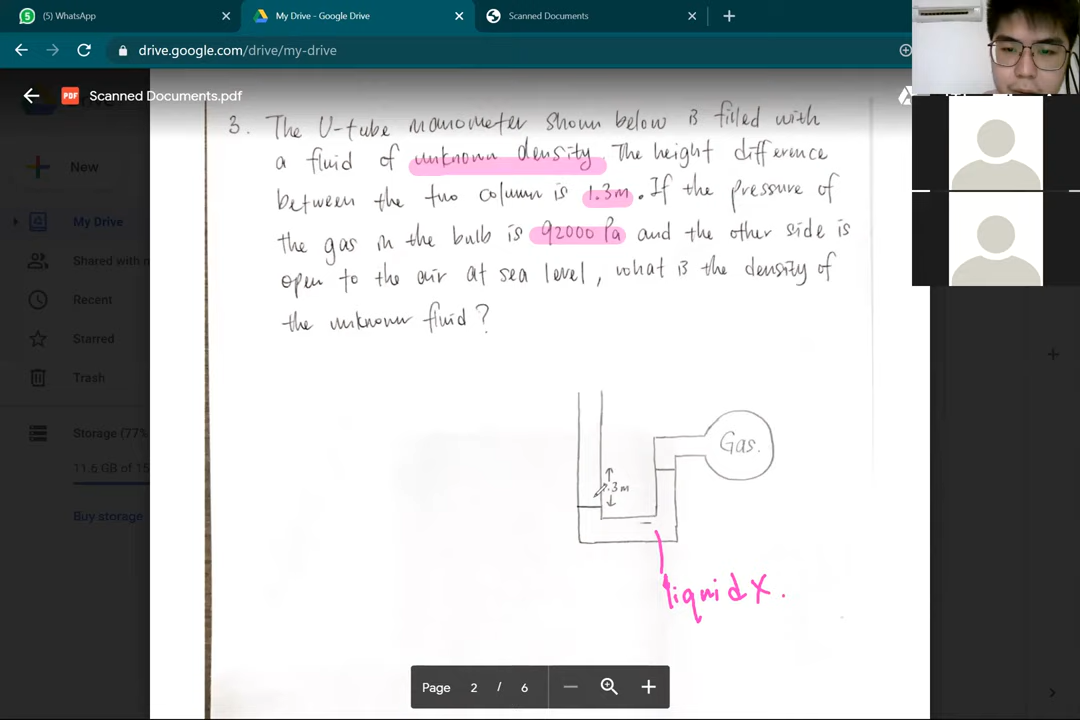 (5) WhatsApp
My Drive - Google Drive
Scanned Documents
drive.google.com/drive/my-drive
PDF Scanned Documents.pdf
New
My Drive
Shared with
Recent
Starred
Trash
Storage (77%
11.6 GB of 15
Buy storage
3. The U-tube manometer shown below is filled with
a fluid of unknown density. The height difference
between the two column is 1.3m. If the pressure of
the gas in the bulb is 92000 Pa and the other side is
open to the air at sea level, what is the density of
the unknown fluid?
Gas.
.3m
liquid X.
Page 2 / 6